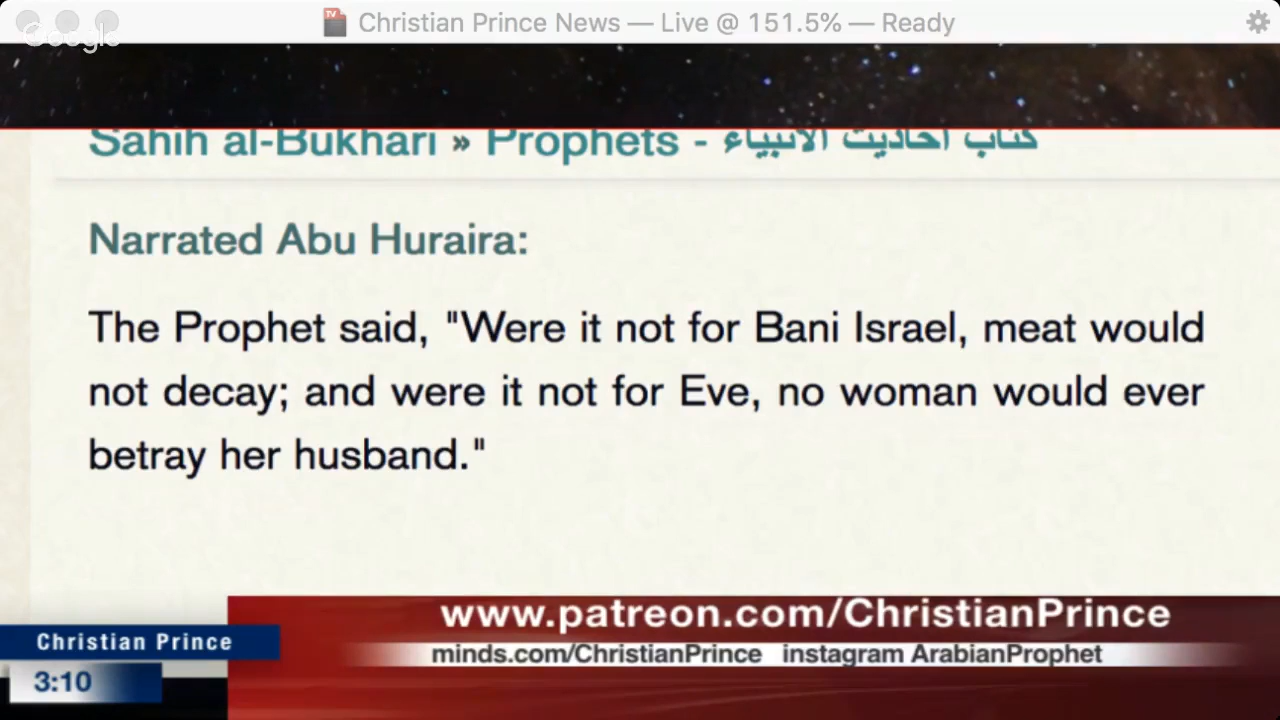 Christian Prince News — Live @ 151.5% — Ready
Google
TV
Sahih al-Bukhari » Prophets - كتاب أحاديث الأنبياء
Narrated Abu Huraira:
The Prophet said, "Were it not for Bani Israel, meat would
not decay; and were it not for Eve, no woman would ever
betray her husband."
www.patreon.com/ChristianPrince
Christian Prince
minds.com/ChristianPrince instagram ArabianProphet
3:10